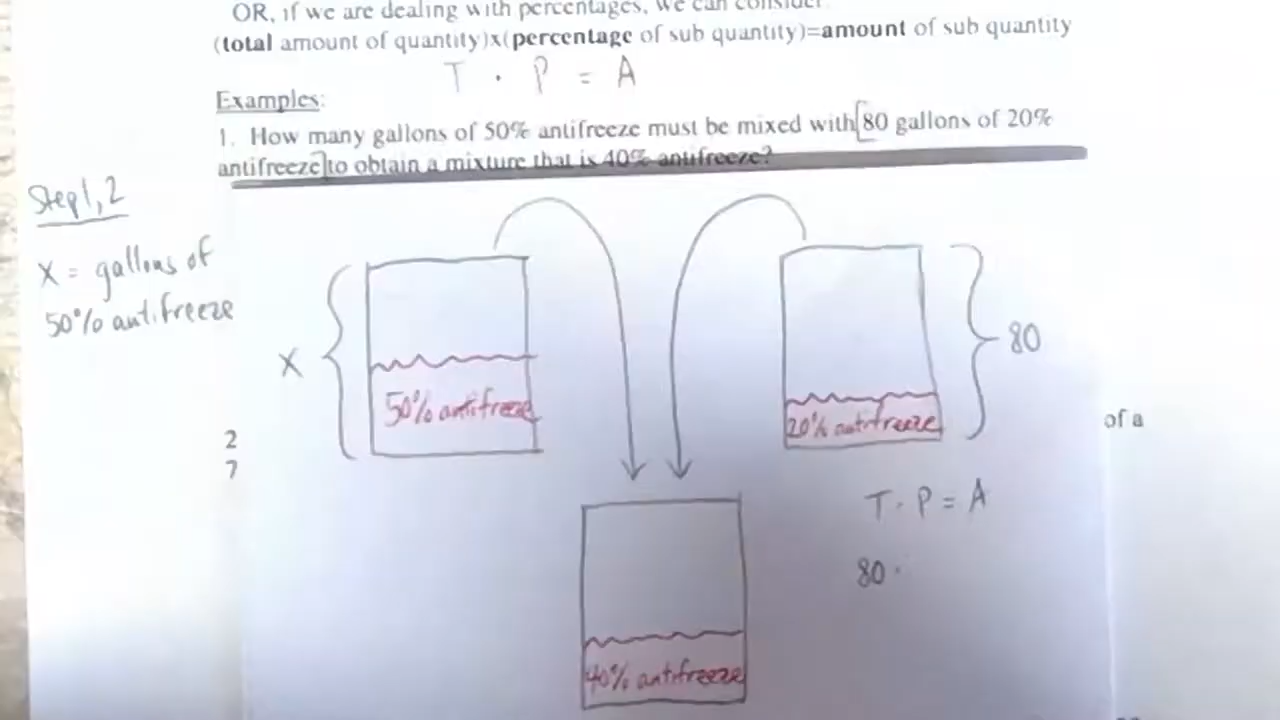 OR, if we are dealing with percentages, we can consider
(total amount of quantity)x(percentage of sub quantity)=amount of sub quantity
T · P = A
Examples:
1. How many gallons of 50% antifreeze must be mixed with [80 gallons of 20%
antifreeze] to obtain a mixture that is 40% antifreeze?
Step 1, 2
X = gallons of
50% antifreeze
X
50% antifreeze
20% antifreeze
80
2
7
of a
T · P = A
80 ·
40% antifreeze